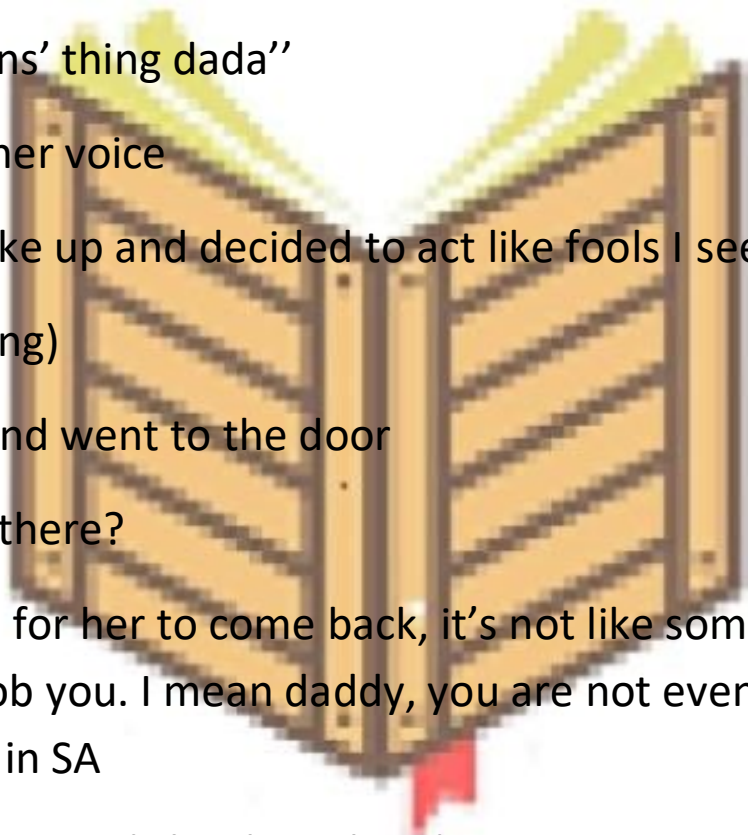 ns' thing dada''
her voice
ke up and decided to act like fools I see
ng)
nd went to the door
there?
for her to come back, it's not like som
ob you. I mean daddy, you are not even
in SA